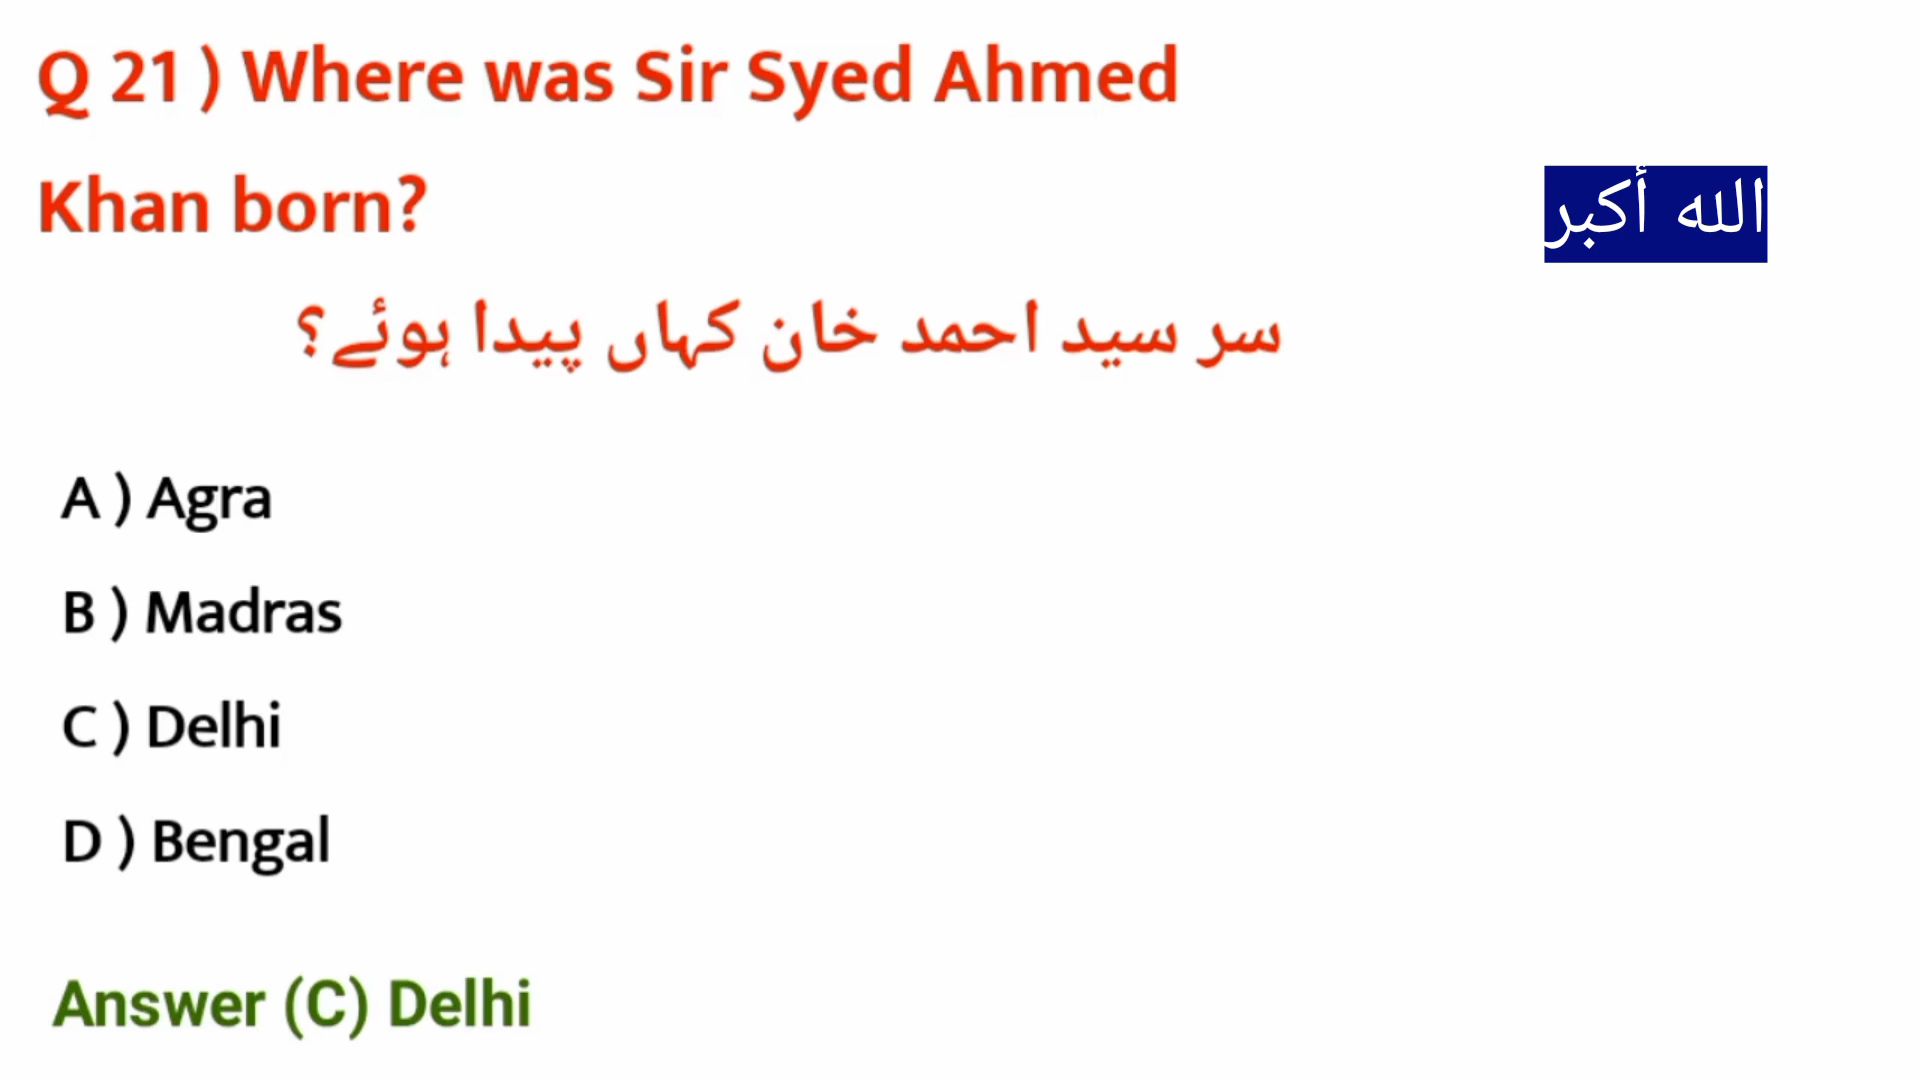 Q 21 ) Where was Sir Syed Ahmed
Khan born?
الله أكبر
سر سید احمد خان کہاں پیدا ہوئے؟
A ) Agra
B ) Madras
C ) Delhi
D ) Bengal
Answer (C) Delhi